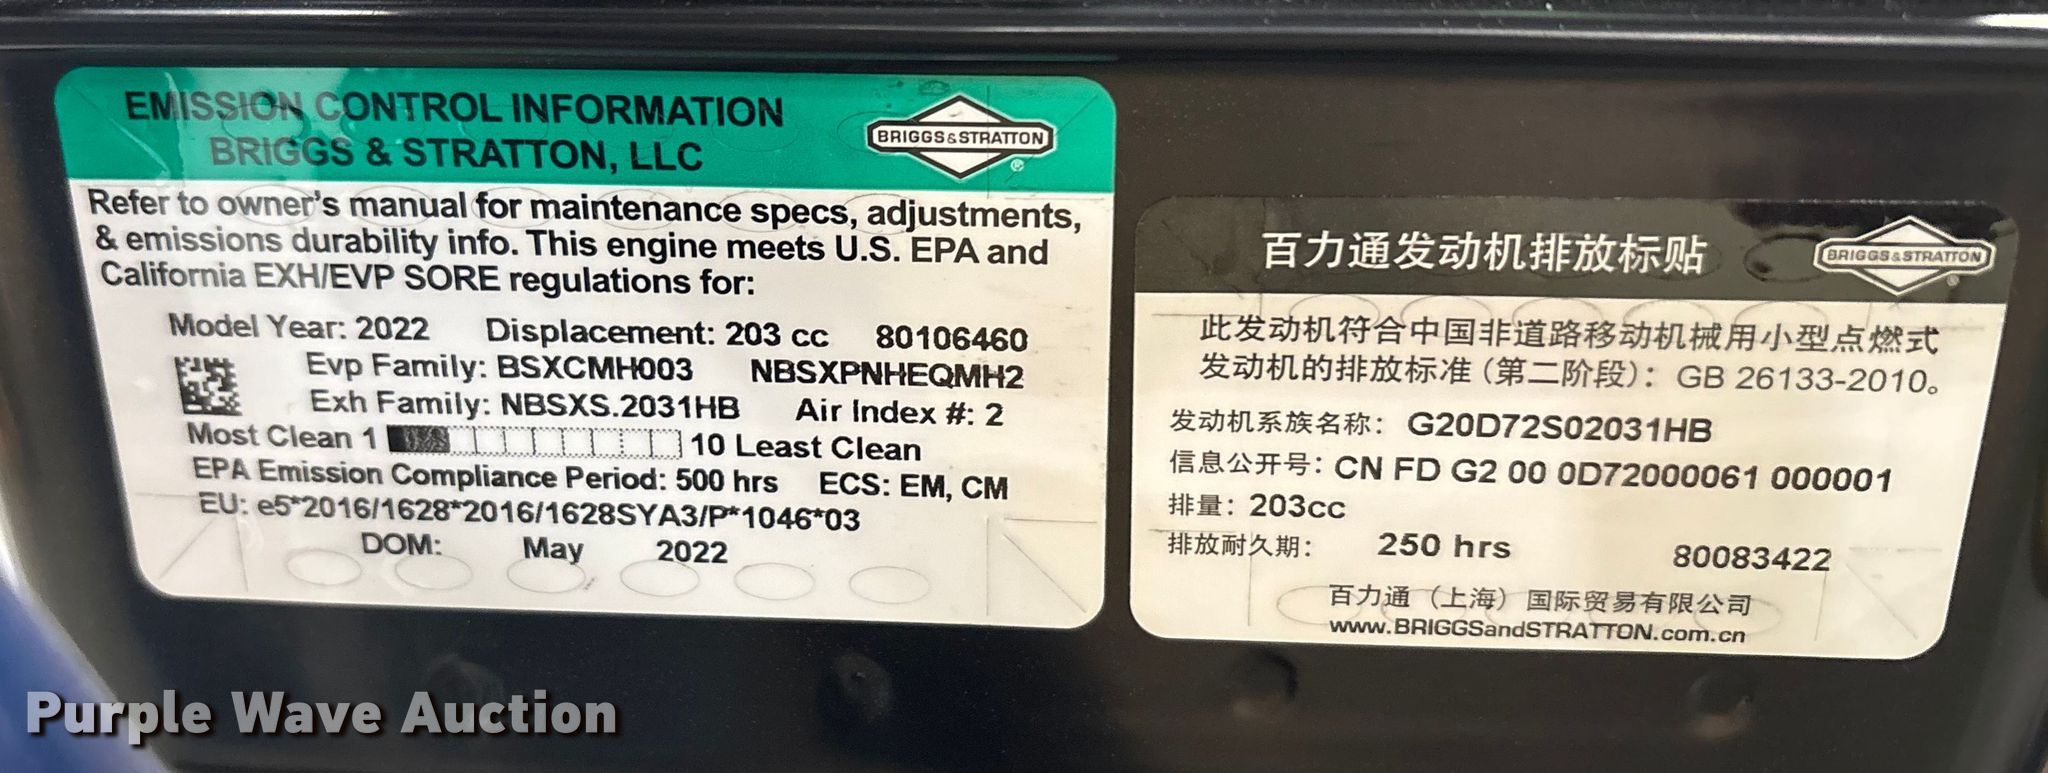 EMISSION CONTROL INFORMATION
BRIGGS & STRATTON, LLC
BRIGGS&STRATTON
®
Refer to owner's manual for maintenance specs, adjustments,
& emissions durability info. This engine meets U.S. EPA and
California EXH/EVP SORE regulations for:
Model Year: 2022 Displacement: 203 cc 80106460
Evp Family: BSXCMH003 NBSXPNHEQMH2
Exh Family: NBSXS.2031HB Air Index #: 2
Most Clean 1 10 Least Clean
EPA Emission Compliance Period: 500 hrs ECS: EM, CM
EU: e5*2016/1628*2016/1628SYA3/P*1046*03
DOM: May 2022
百力通发动机排放标贴
BRIGGS&STRATTON
®
此发动机符合中国非道路移动机械用小型点燃式
发动机的排放标准(第二阶段): GB 26133-2010。
发动机系族名称: G20D72S02031HB
信息公开号: CN FD G2 00 0D72000061 000001
排量: 203cc
排放耐久期: 250 hrs 80083422
百力通(上海)国际贸易有限公司
www.BRIGGSandSTRATTON.com.cn
Purple Wave Auction